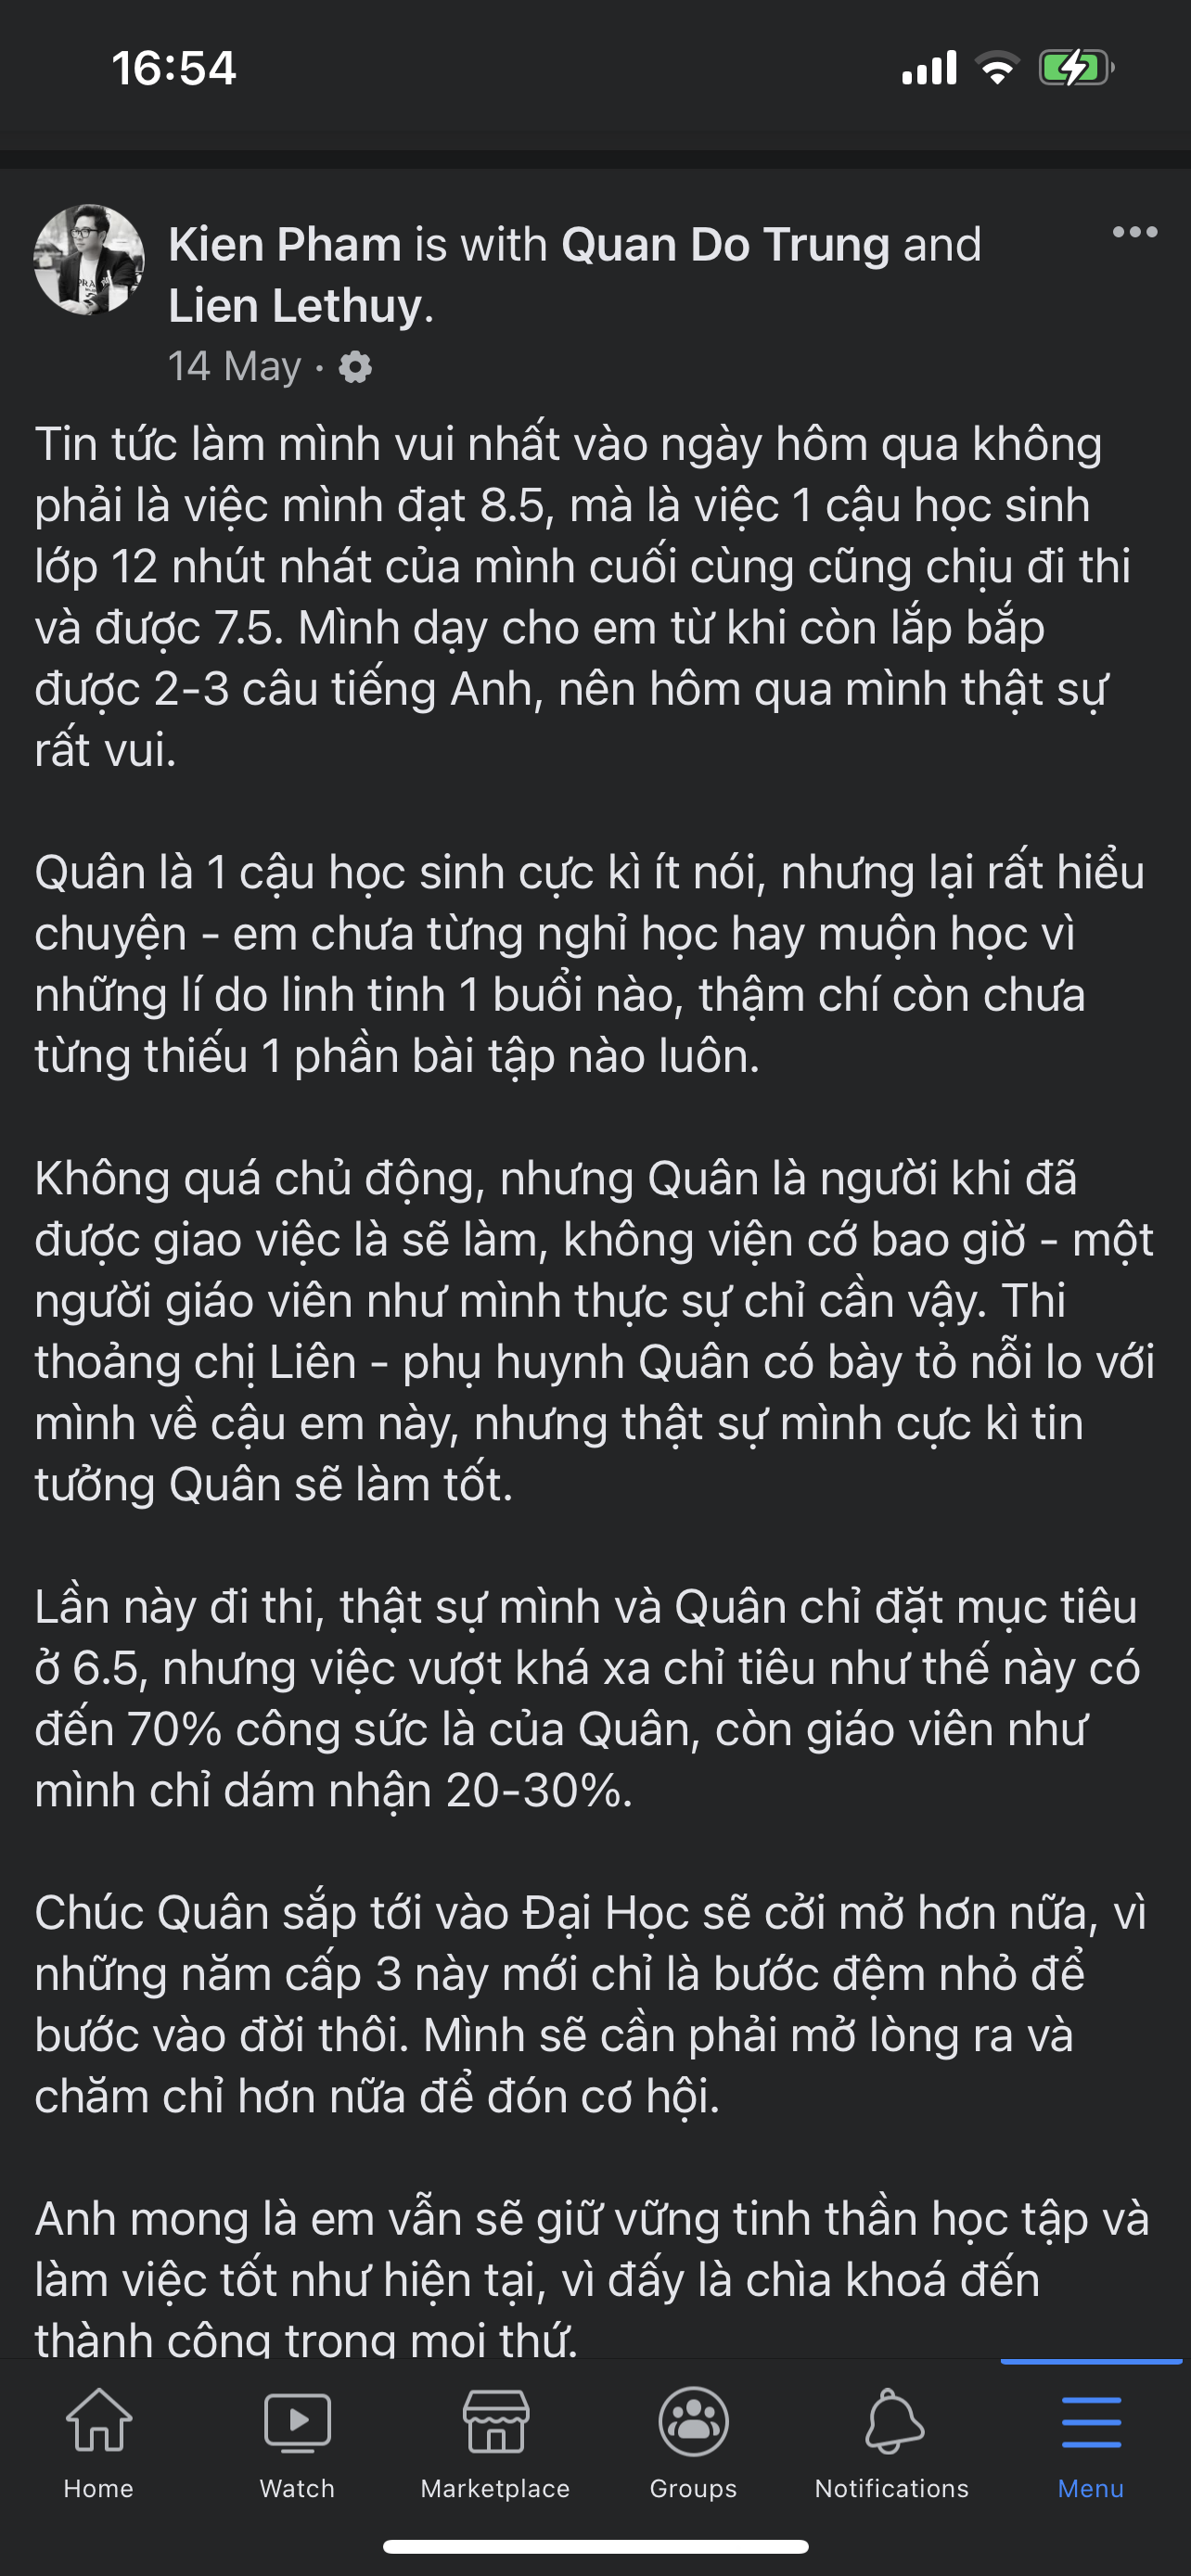 16:54
Kien Pham is with Quan Do Trung and
Lien Lethuy.
14 May ·
Tin tức làm mình vui nhất vào ngày hôm qua không
phải là việc mình đạt 8.5, mà là việc 1 cậu học sinh
lớp 12 nhút nhát của mình cuối cùng cũng chịu đi thi
và được 7.5. Mình dạy cho em từ khi còn lắp bắp
được 2-3 câu tiếng Anh, nên hôm qua mình thật sự
rất vui.
Quân là 1 cậu học sinh cực kì ít nói, nhưng lại rất hiểu
chuyện - em chưa từng nghỉ học hay muộn học vì
những lí do linh tinh 1 buổi nào, thậm chí còn chưa
từng thiếu 1 phần bài tập nào luôn.
Không quá chủ động, nhưng Quân là người khi đã
được giao việc là sẽ làm, không viện cớ bao giờ - một
người giáo viên như mình thực sự chỉ cần vậy. Thi
thoảng chị Liên - phụ huynh Quân có bày tỏ nỗi lo với
mình về cậu em này, nhưng thật sự mình cực kì tin
tưởng Quân sẽ làm tốt.
Lần này đi thi, thật sự mình và Quân chỉ đặt mục tiêu
ở 6.5, nhưng việc vượt khá xa chỉ tiêu như thế này có
đến 70% công sức là của Quân, còn giáo viên như
mình chỉ dám nhận 20-30%.
Chúc Quân sắp tới vào Đại Học sẽ cởi mở hơn nữa, vì
những năm cấp 3 này mới chỉ là bước đệm nhỏ để
bước vào đời thôi. Mình sẽ cần phải mở lòng ra và
chăm chỉ hơn nữa để đón cơ hội.
Anh mong là em vẫn sẽ giữ vững tinh thần học tập và
làm việc tốt như hiện tại, vì đấy là chìa khoá đến
thành công trong mọi thứ.
Home Watch Marketplace Groups Notifications Menu